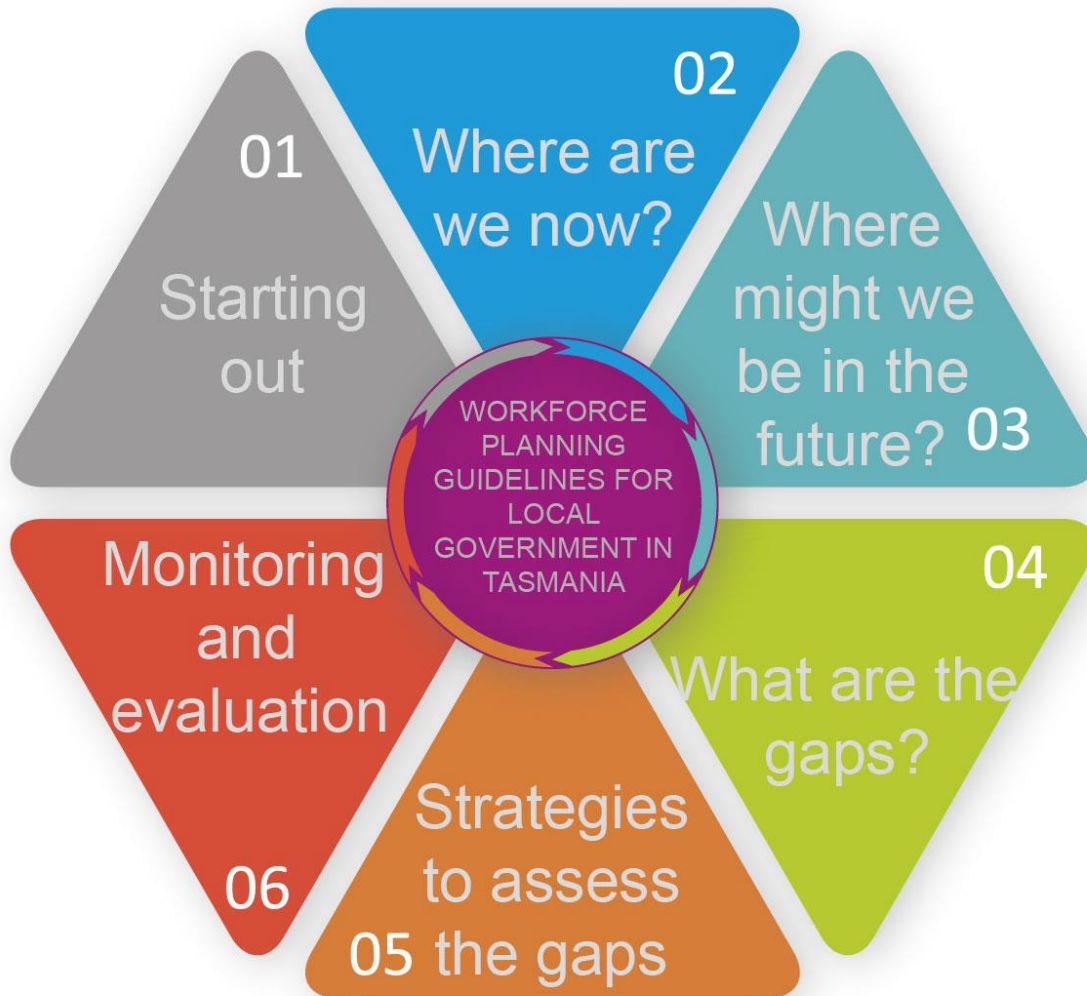 01
Starting
out
02
Where are
we now?
Where
might we
be in the
future? 03
04
What are the
gaps?
Strategies
to assess
05 the gaps
Monitoring
and
evaluation
06
WORKFORCE
PLANNING
GUIDELINES FOR
LOCAL
GOVERNMENT IN
TASMANIA